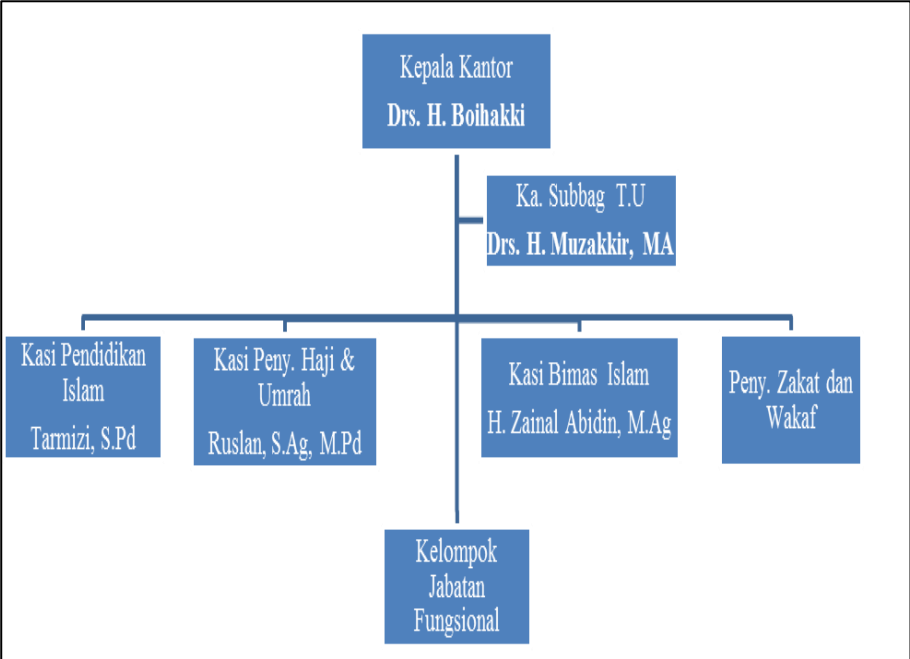 Kepala Kantor
Drs. H. Boihakki
Ka. Subbag T.U
Drs. H. Muzakkir, MA
Kasi Pendidikan
Islam
Tarmizi, S.Pd
Kasi Peny. Haji &
Umrah
Ruslan, S.Ag, M.Pd
Kasi Bimas Islam
H. Zainal Abidin, M.Ag
Peny. Zakat dan
Wakaf
Kelompok
Jabatan
Fungsional